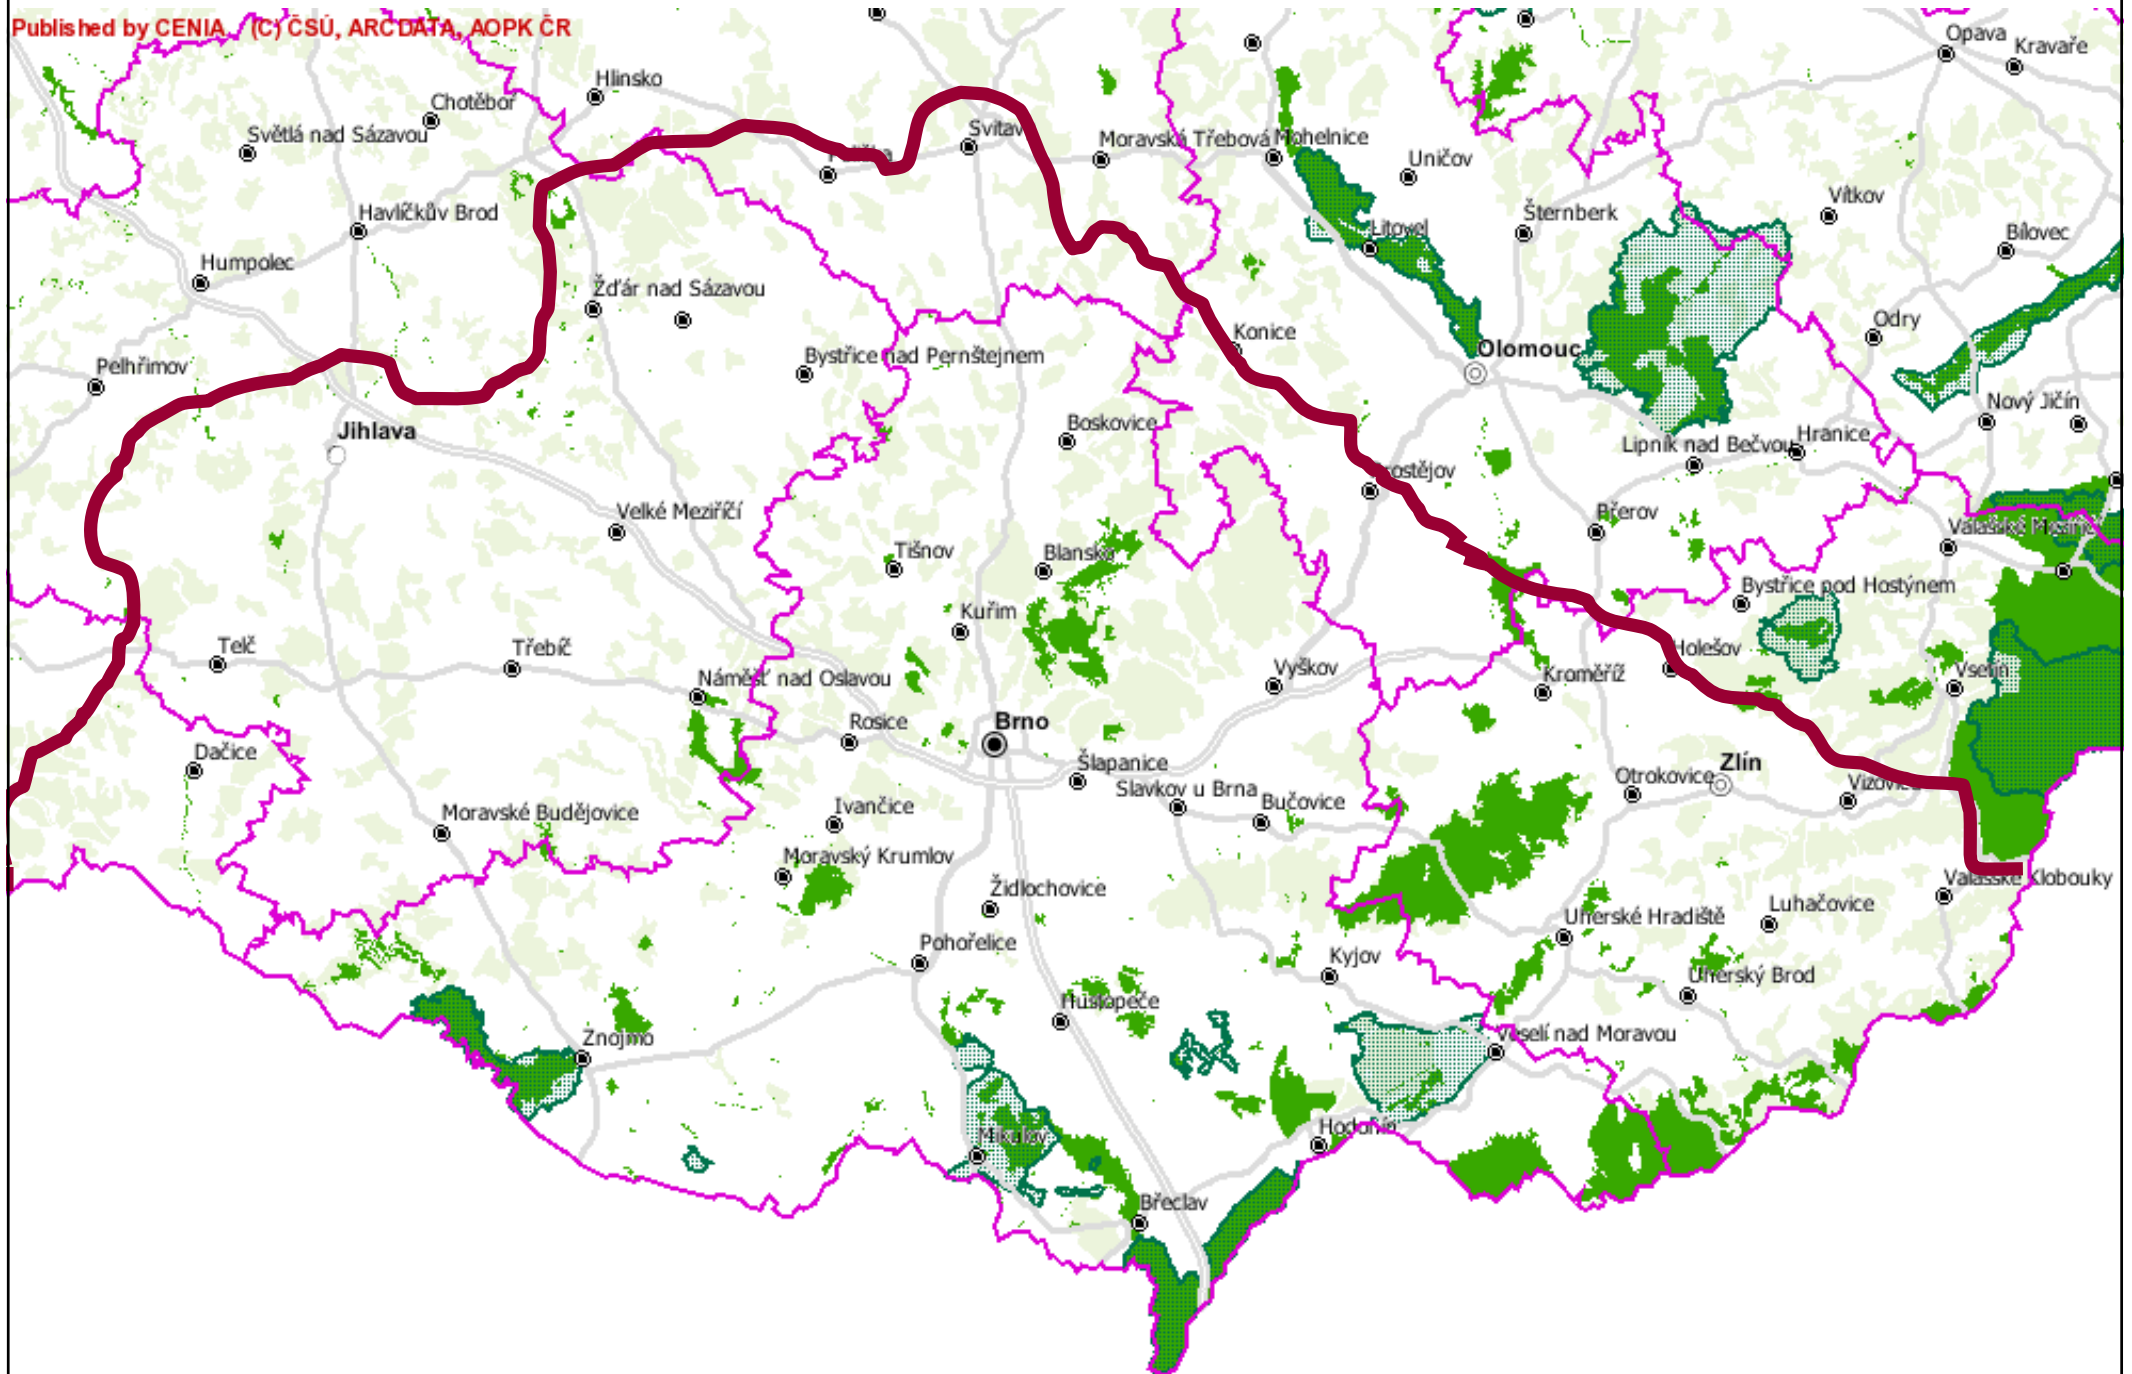 Published by CENIA, (C) ČSÚ, ARCDATA, AOPK ČR
Opava
Kravaře
Hlinsko
Chotěboř
Světlá nad Sázavou
Svitav
Moravská Třebová
Mohelnice
Uničov
Vítkov
Havlíčkův Brod
Šternberk
Litovel
Bílovec
Humpolec
Žďár nad Sázavou
Odry
Konice
Olomouc
Bystřice nad Pernštejnem
Pelhřimov
Nový Jičín
Boskovice
Jihlava
Lipník nad Bečvou
Hranice
rostějov
Velké Meziříčí
Přerov
Valašské Meziř
Tišnov
Blansko
Bystřice pod Hostýnem
Kuřim
Telč
Třebíč
Holešov
Vyškov
Kroměříž
Vsetín
Náměšť nad Oslavou
Rosice
Brno
Dačice
Šlapanice
Zlín
Otrokovice
Vizovice
Slavkov u Brna
Bučovice
Moravské Budějovice
Ivančice
Moravský Krumlov
Židlochovice
Valašské Klobouky
Luhačovice
Uherské Hradiště
Pohořelice
Kyjov
Uherský Brod
Hustopeče
Znojmo
Veselí nad Moravou
Mikulov
Hodonín
Břeclav